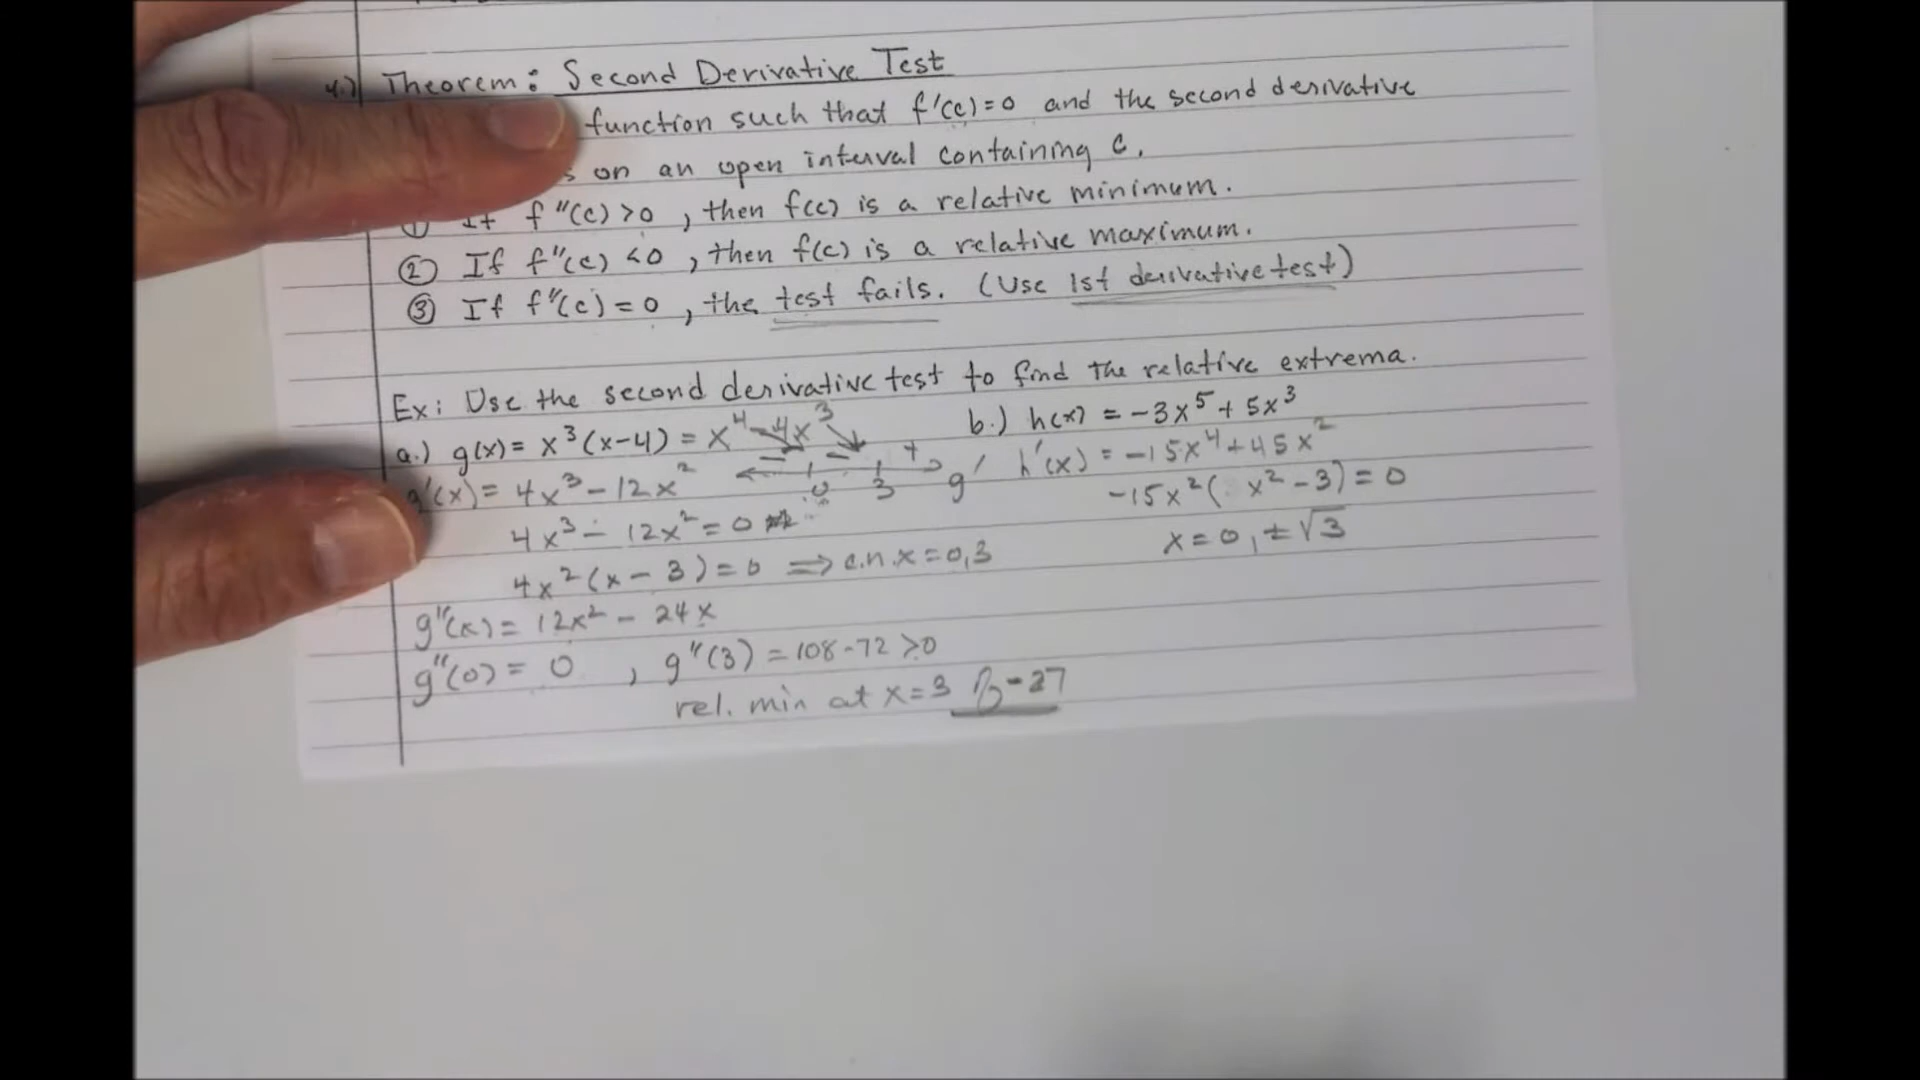 4.) Theorem: Second Derivative Test
function such that f'(c)=0 and the second derivative
s on an open interval containing c.
① If f"(c) >0, then f(c) is a relative minimum.
② If f"(c) <0, then f(c) is a relative maximum.
③ If f"(c) = 0, the test fails. (Use 1st derivative test)
Ex: Use the second derivative test to find the relative extrema.
a.) g(x) = x³(x-4) = x⁴-4x³
g'(x) = 4x³-12x²
4x³ - 12x² = 0
4x²(x - 3) = 0 ⇒ c.n. x = 0,3
g"(x) = 12x² - 24x
g"(0) = 0 , g"(3) = 108-72 >0
rel. min at x=3 -27
- - +
0 3 g'
b.) h(x) = -3x⁵ + 5x³
h'(x) = -15x⁴+45x²
-15x²( x² -3) = 0
x = 0, ±√3